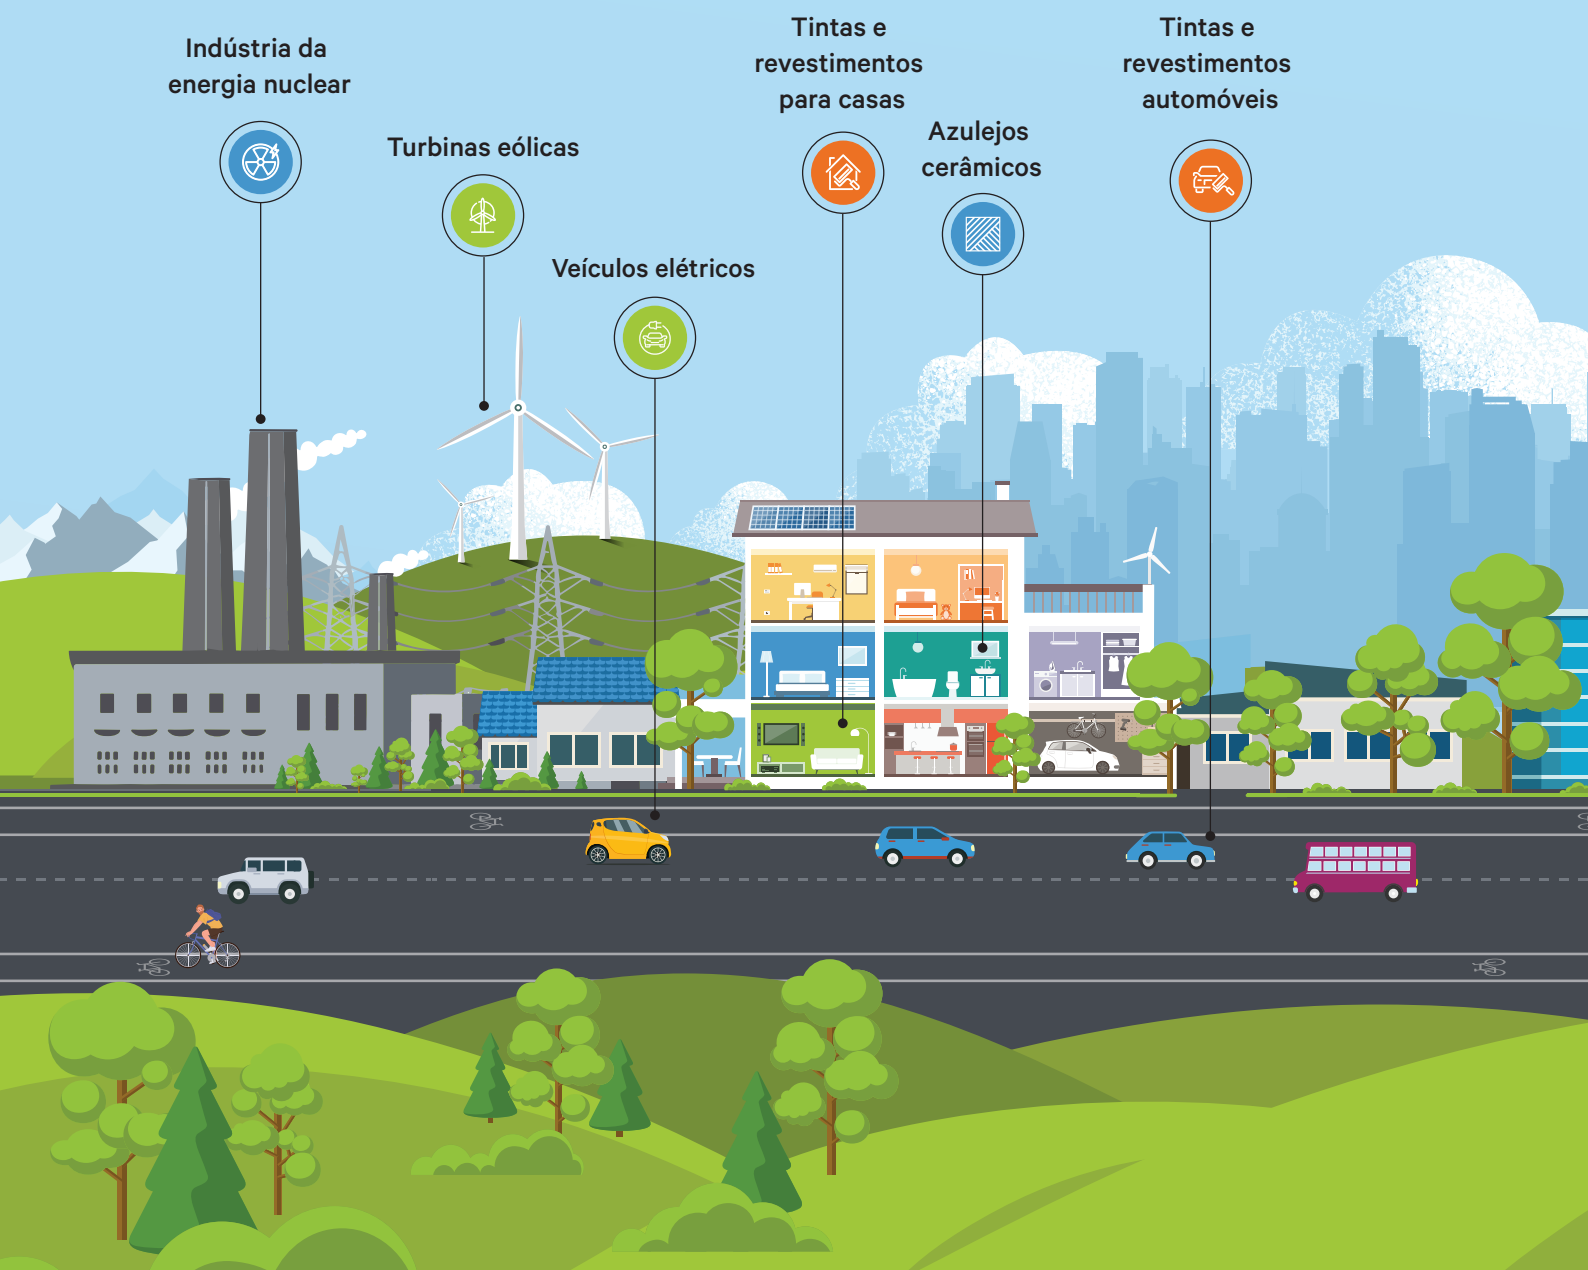 Indústria da
energia nuclear
Turbinas eólicas
Veículos elétricos
Tintas e
revestimentos
para casas
Azulejos
cerâmicos
Tintas e
revestimentos
automóveis